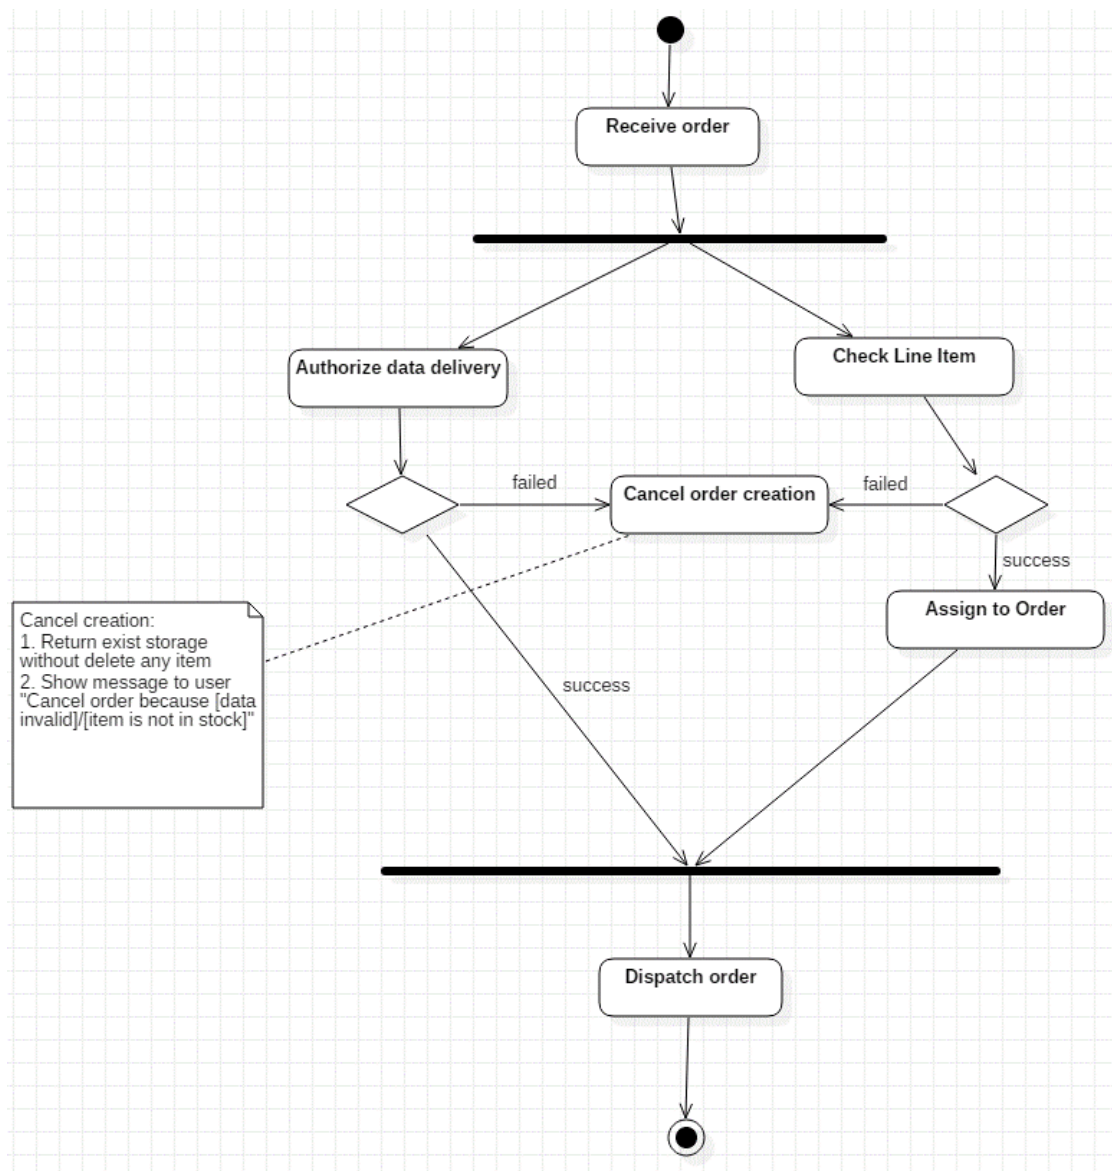 Receive order
Authorize data delivery
Check Line Item
failed
Cancel order creation
failed
success
Assign to Order
Cancel creation:
1. Return exist storage
without delete any item
2. Show message to user
"Cancel order because [data
invalid]/[item is not in stock]"
success
Dispatch order